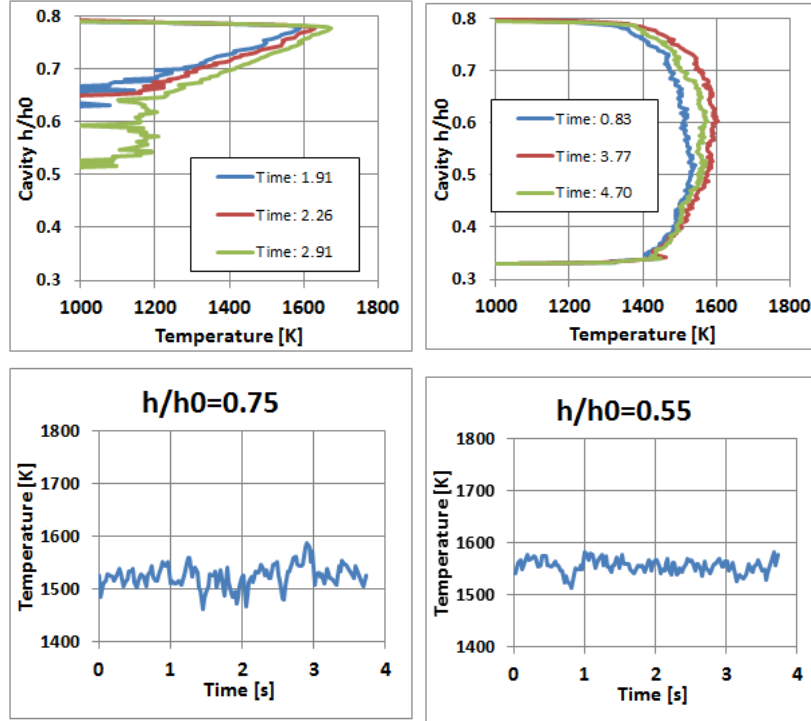 0.8
0.7
0.6
0.5
0.4
0.3
Cavity h/h0
Time: 1.91
Time: 2.26
Time: 2.91
1000 1200 1400 1600 1800
Temperature [K]
0.8
0.7
0.6
0.5
0.4
0.3
Cavity h/h0
Time: 0.83
Time: 3.77
Time: 4.70
1000 1200 1400 1600 1800
Temperature [K]
h/h0=0.75
1800
1700
1600
1500
1400
Temperature [K]
0 1 2 3 4
Time [s]
h/h0=0.55
1800
1700
1600
1500
1400
Temperature [K]
0 1 2 3 4
Time [s]